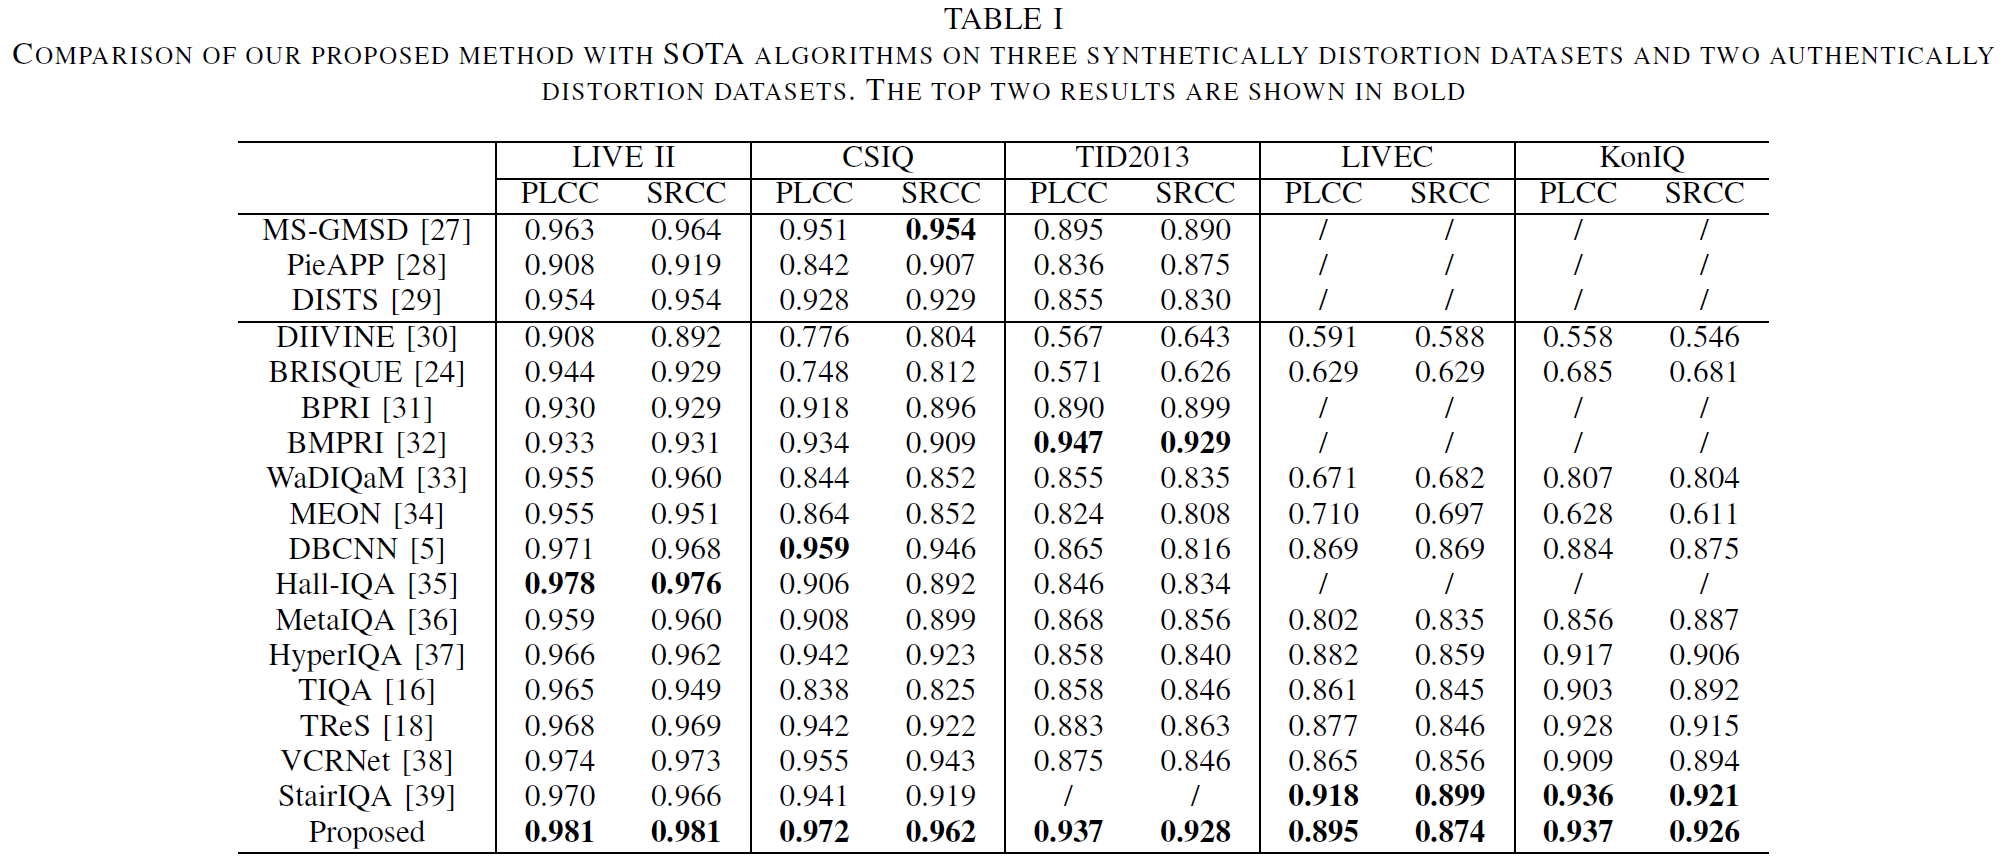 TABLE I
COMPARISON OF OUR PROPOSED METHOD WITH SOTA ALGORITHMS ON THREE SYNTHETICALLY DISTORTION DATASETS AND TWO AUTHENTICALLY
DISTORTION DATASETS. THE TOP TWO RESULTS ARE SHOWN IN BOLD
LIVE II CSIQ TID2013 LIVEC KonIQ
PLCC SRCC PLCC SRCC PLCC SRCC PLCC SRCC PLCC SRCC
MS-GMSD [27] 0.963 0.964 0.951 0.954 0.895 0.890 / / / /
PieAPP [28] 0.908 0.919 0.842 0.907 0.836 0.875 / / / /
DISTS [29] 0.954 0.954 0.928 0.929 0.855 0.830 / / / /
DIIVINE [30] 0.908 0.892 0.776 0.804 0.567 0.643 0.591 0.588 0.558 0.546
BRISQUE [24] 0.944 0.929 0.748 0.812 0.571 0.626 0.629 0.629 0.685 0.681
BPRI [31] 0.930 0.929 0.918 0.896 0.890 0.899 / / / /
BMPRI [32] 0.933 0.931 0.934 0.909 0.947 0.929 / / / /
WaDIQaM [33] 0.955 0.960 0.844 0.852 0.855 0.835 0.671 0.682 0.807 0.804
MEON [34] 0.955 0.951 0.864 0.852 0.824 0.808 0.710 0.697 0.628 0.611
DBCNN [5] 0.971 0.968 0.959 0.946 0.865 0.816 0.869 0.869 0.884 0.875
Hall-IQA [35] 0.978 0.976 0.906 0.892 0.846 0.834 / / / /
MetaIQA [36] 0.959 0.960 0.908 0.899 0.868 0.856 0.802 0.835 0.856 0.887
HyperIQA [37] 0.966 0.962 0.942 0.923 0.858 0.840 0.882 0.859 0.917 0.906
TIQA [16] 0.965 0.949 0.838 0.825 0.858 0.846 0.861 0.845 0.903 0.892
TReS [18] 0.968 0.969 0.942 0.922 0.883 0.863 0.877 0.846 0.928 0.915
VCRNet [38] 0.974 0.973 0.955 0.943 0.875 0.846 0.865 0.856 0.909 0.894
StairIQA [39] 0.970 0.966 0.941 0.919 / / 0.918 0.899 0.936 0.921
Proposed 0.981 0.981 0.972 0.962 0.937 0.928 0.895 0.874 0.937 0.926